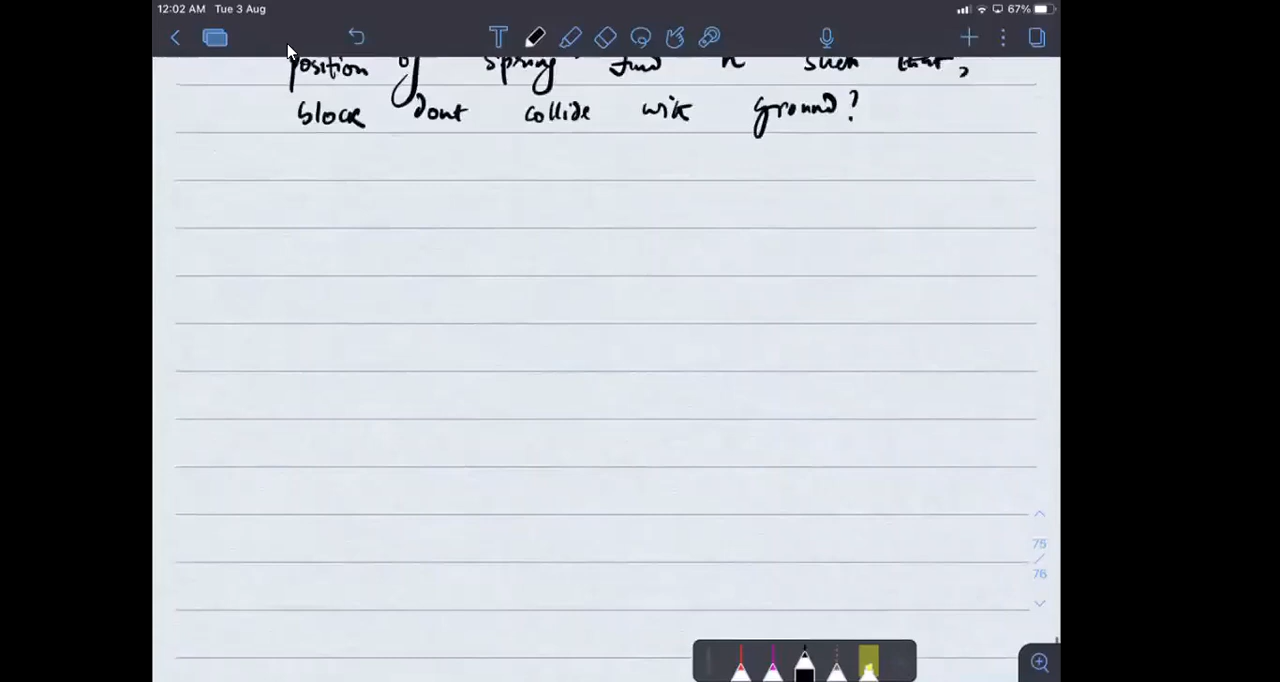 12:02 AM Tue 3 Aug 67%
position of spring. find x such that,
block dont collide with ground?
75
/
76